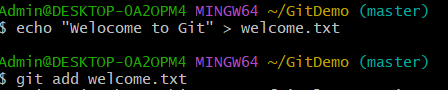 Admin@DESKTOP-0A2OPM4 MINGW64 ~/GitDemo (master)
$ echo "Welocome to Git" > welcome.txt
Admin@DESKTOP-0A2OPM4 MINGW64 ~/GitDemo (master)
$ git add welcome.txt